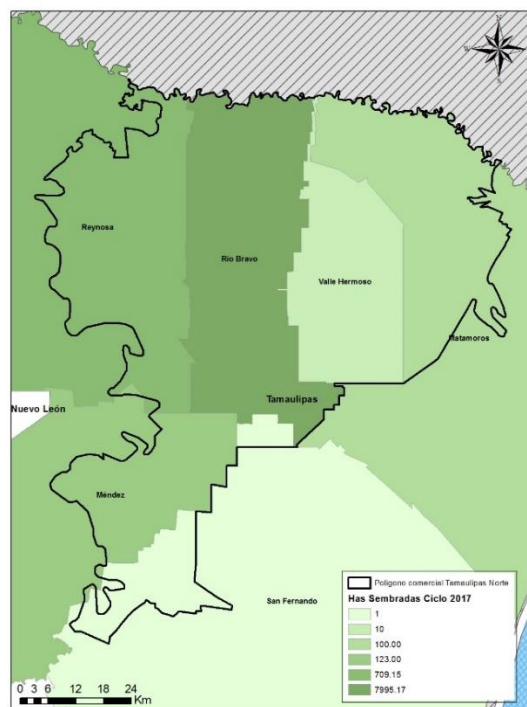 N
W
E
S
Reynosa
Río Bravo
Valle Hermoso
Matamoros
Tamaulipas
Nuevo León
Méndez
San Fernando
Polígono comercial Tamaulipas Norte
Has Sembradas Ciclo 2017
1
10
100.00
123.00
709.15
7995.17
0 3 6 12 18 24
Km